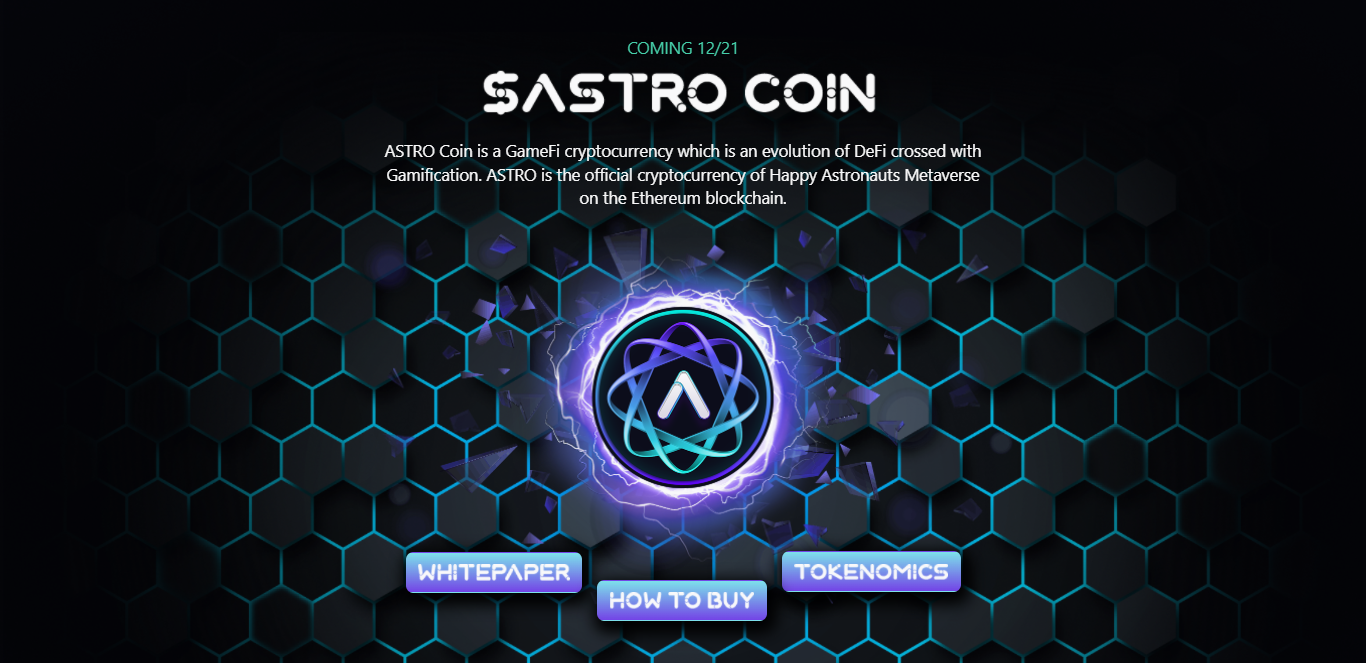 COMING 12/21
$ASTRO COIN
ASTRO Coin is a GameFi cryptocurrency which is an evolution of DeFi crossed with
Gamification. ASTRO is the official cryptocurrency of Happy Astronauts Metaverse
on the Ethereum blockchain.
WHITEPAPER
HOW TO BUY
TOKENOMICS